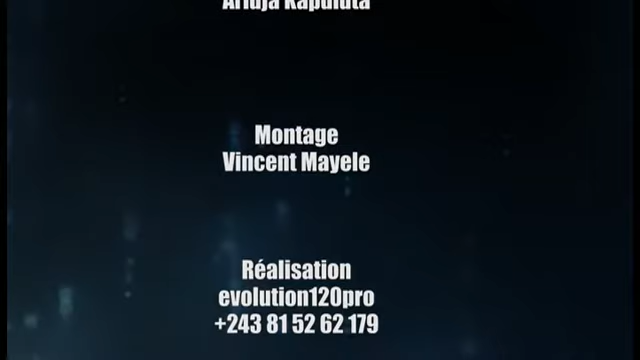 Montage
Vincent Mayele
Réalisation
evolution120pro
+243 81 52 62 179